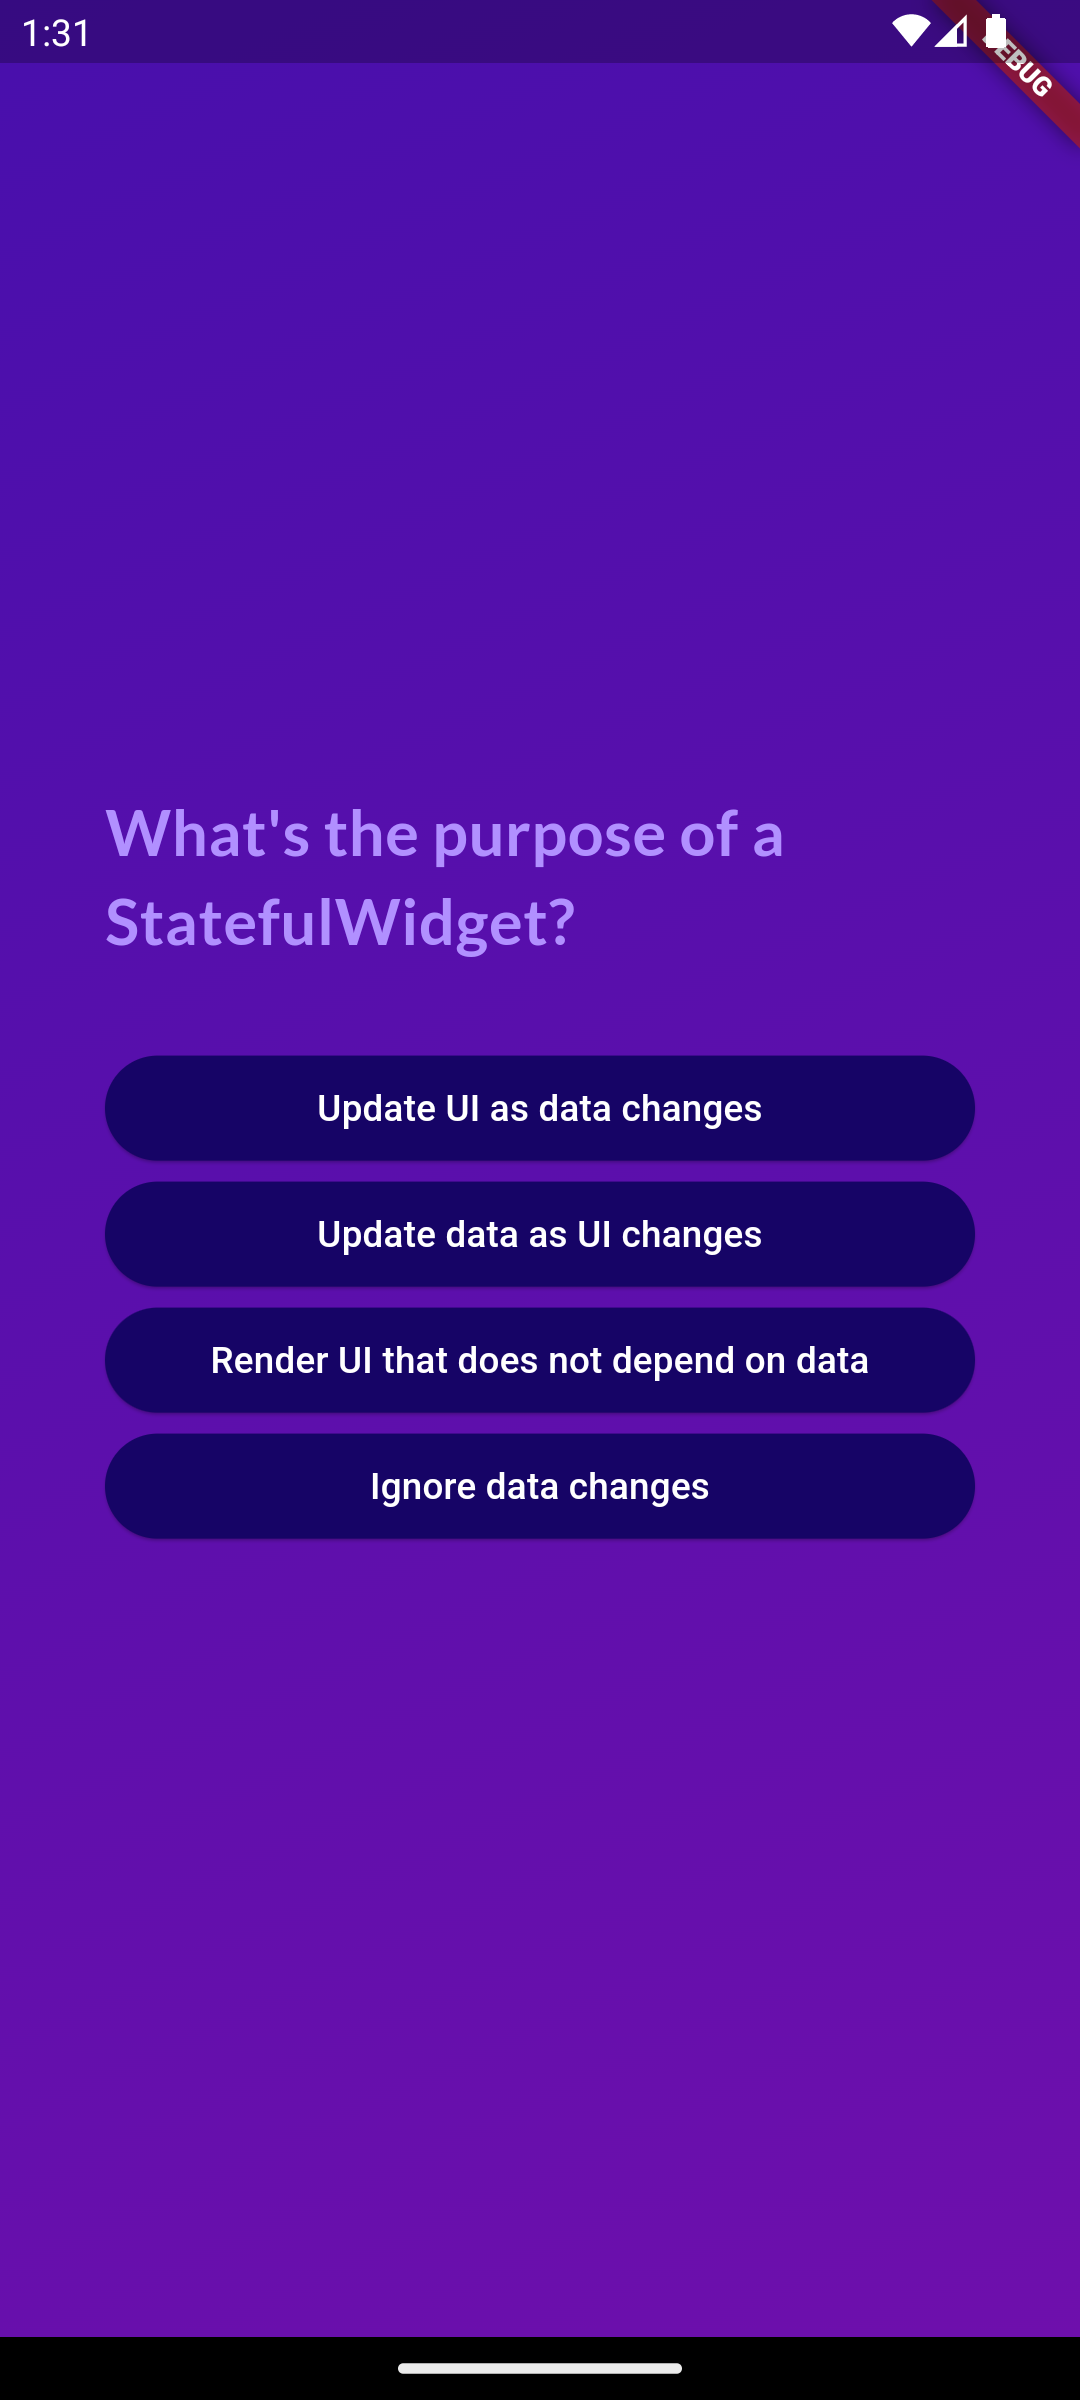 1:31
DEBUG
What's the purpose of a
StatefulWidget?
Update UI as data changes
Update data as UI changes
Render UI that does not depend on data
Ignore data changes